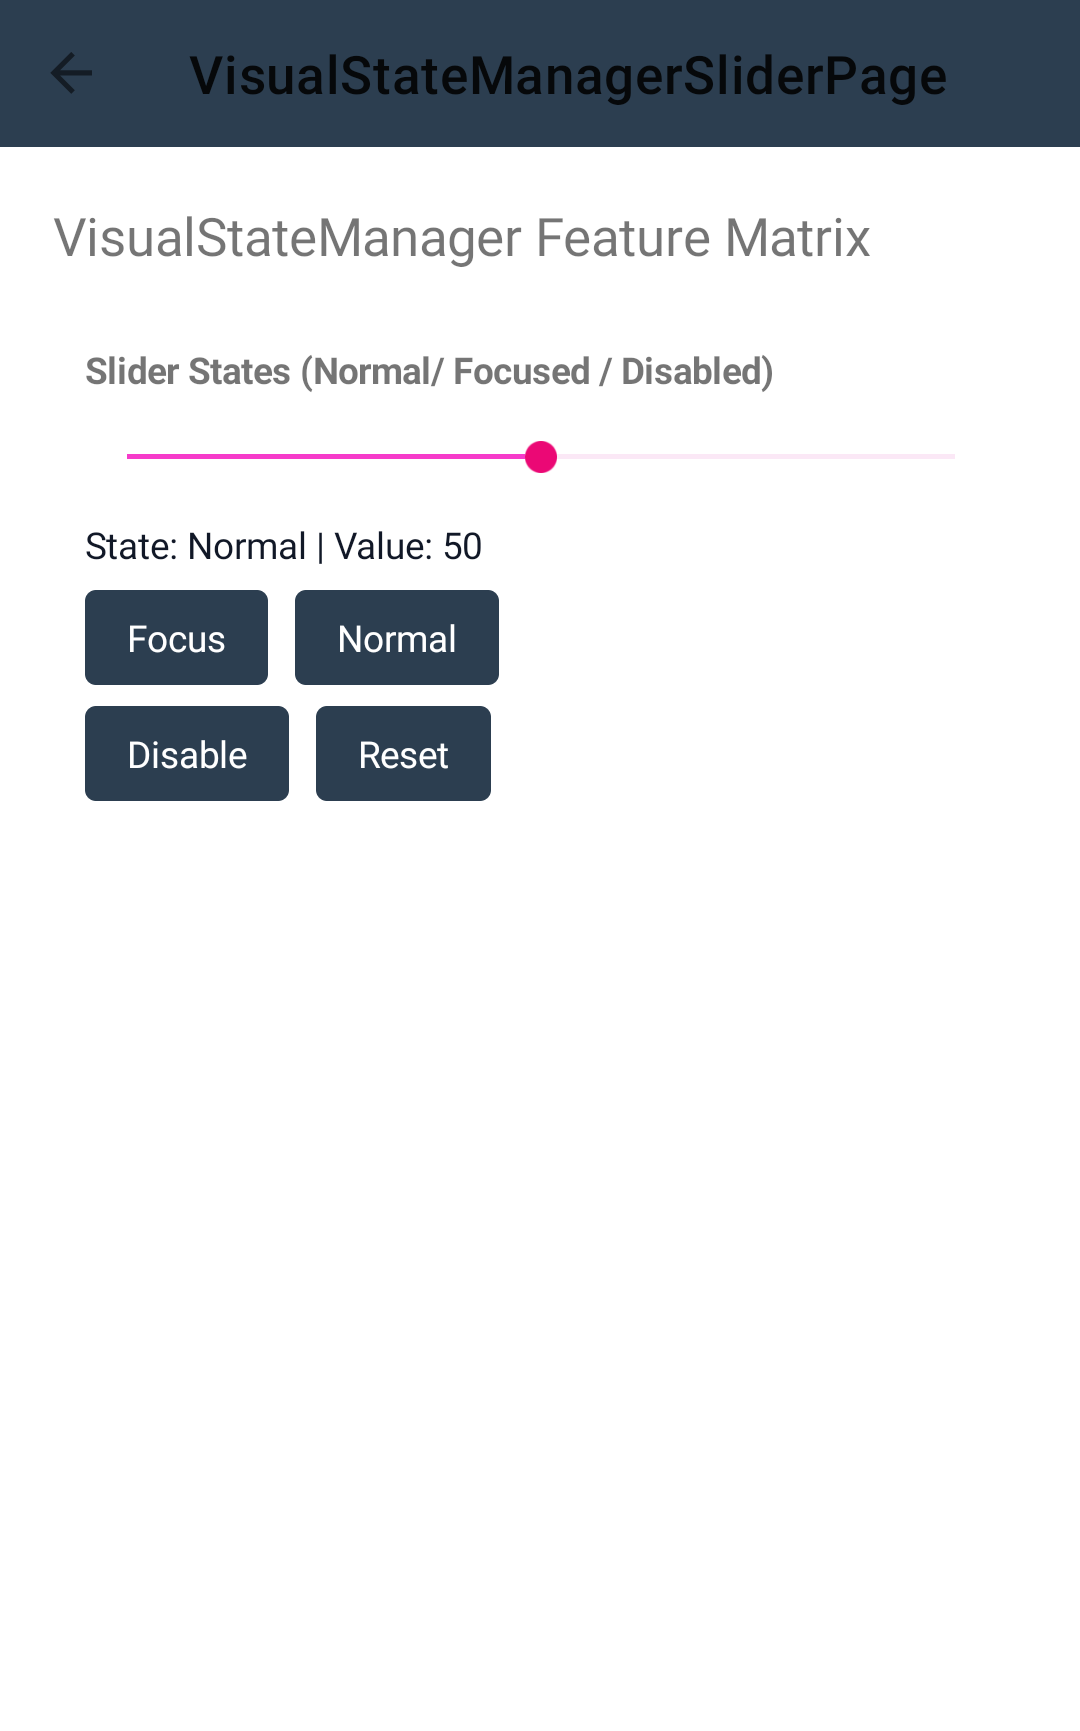 VisualStateManagerSliderPage
VisualStateManager Feature Matrix
Slider States (Normal/ Focused / Disabled)
State: Normal | Value: 50
Focus Normal
Disable Reset